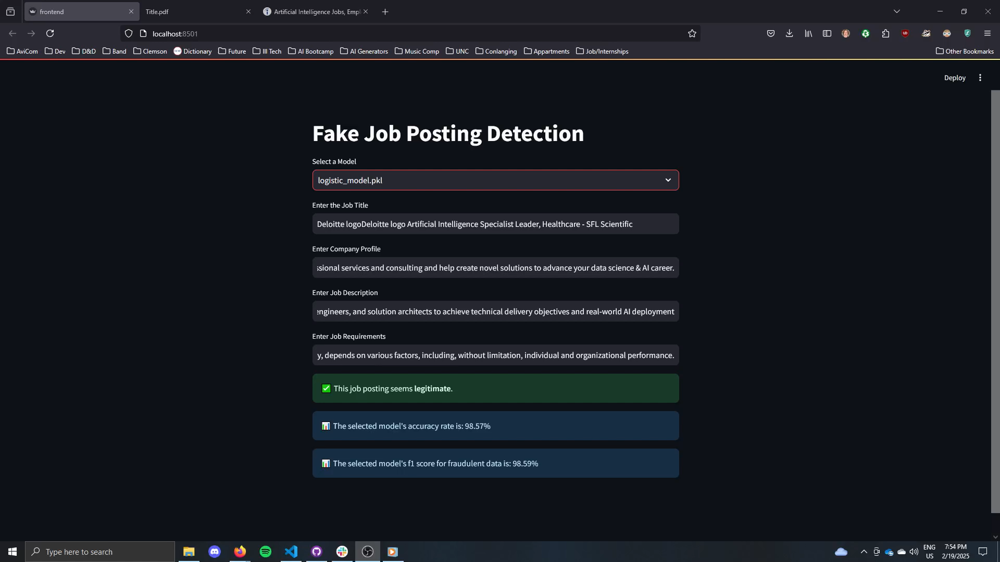 frontend
Title.pdf
Artificial Intelligence Jobs, Empl
localhost:8501
AviCom
Dev
D&D
Band
Clemson
Dictionary
Future
III Tech
AI Bootcamp
AI Generators
Music Comp
UNC
Conlanging
Appartments
Job/Internships
Other Bookmarks
Deploy
Fake Job Posting Detection
Select a Model
logistic_model.pkl
Enter the Job Title
Deloitte logoDeloitte logo Artificial Intelligence Specialist Leader, Healthcare - SFL Scientific
Enter Company Profile
ssional services and consulting and help create novel solutions to advance your data science & AI career.
Enter Job Description
engineers, and solution architects to achieve technical delivery objectives and real-world AI deployment
Enter Job Requirements
y, depends on various factors, including, without limitation, individual and organizational performance.
✅ This job posting seems legitimate.
📊 The selected model's accuracy rate is: 98.57%
📊 The selected model's f1 score for fraudulent data is: 98.59%
Type here to search
ENG
US
7:54 PM
2/19/2025